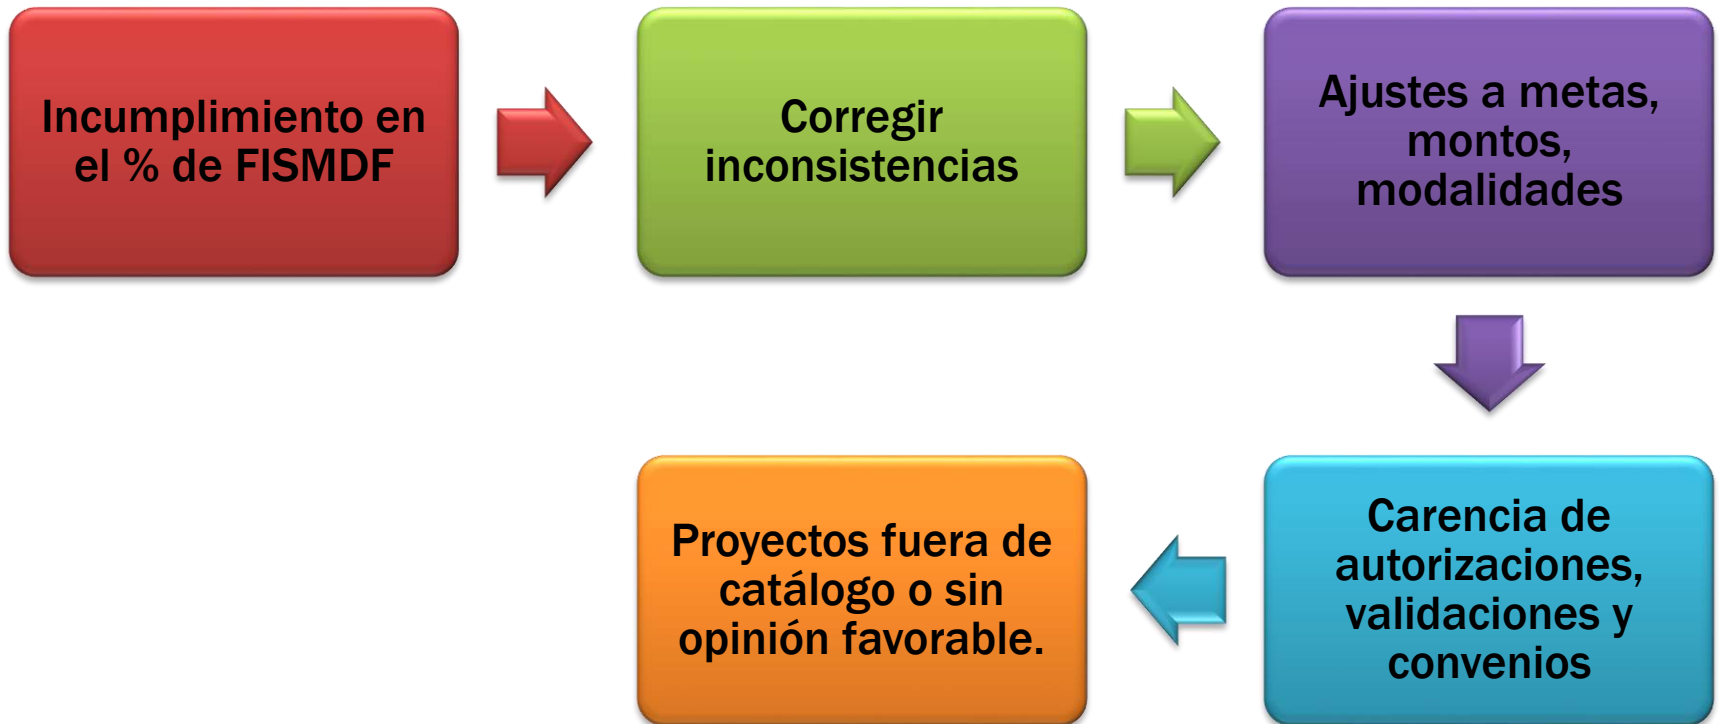 Incumplimiento en
el % de FISMDF
Corregir
inconsistencias
Ajustes a metas,
montos,
modalidades
Carencia de
autorizaciones,
validaciones y
convenios
Proyectos fuera de
catálogo o sin
opinión favorable.